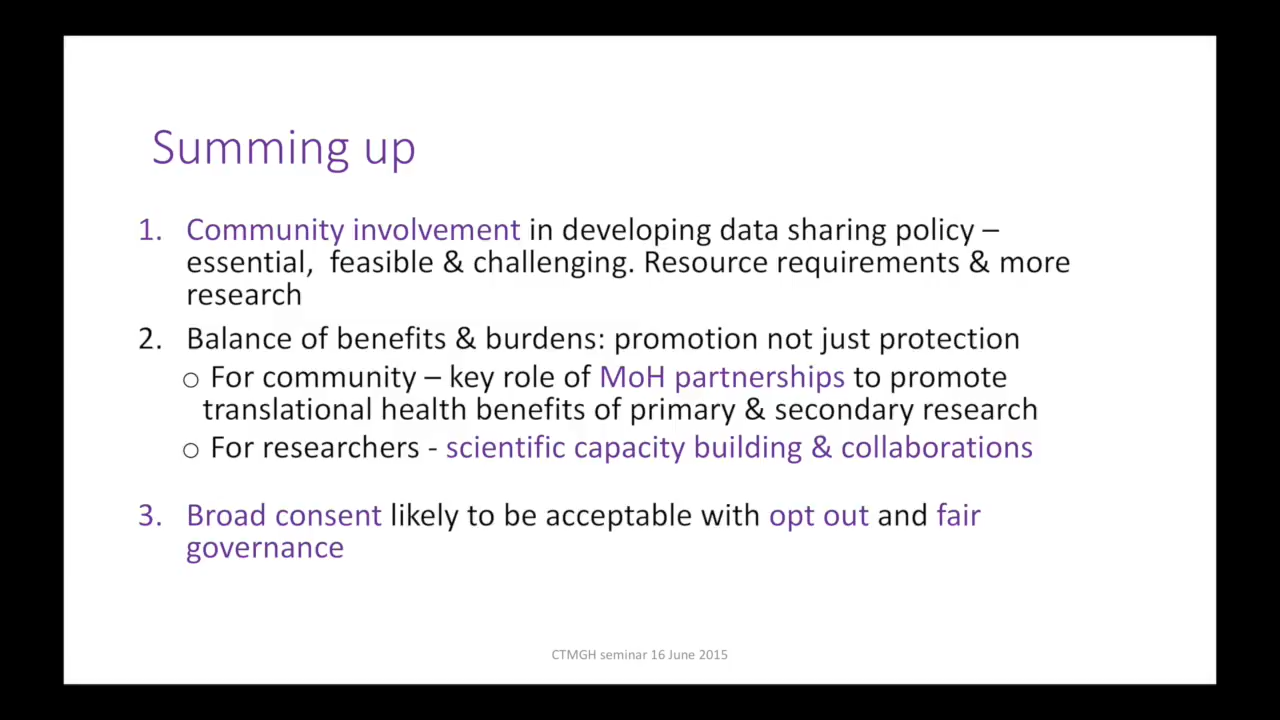 Summing up
1. Community involvement in developing data sharing policy –
essential,  feasible & challenging. Resource requirements & more
research
2. Balance of benefits & burdens: promotion not just protection
o For community – key role of MoH partnerships to promote
translational health benefits of primary & secondary research
o For researchers - scientific capacity building & collaborations
3. Broad consent likely to be acceptable with opt out and fair
governance
CTMGH seminar 16 June 2015